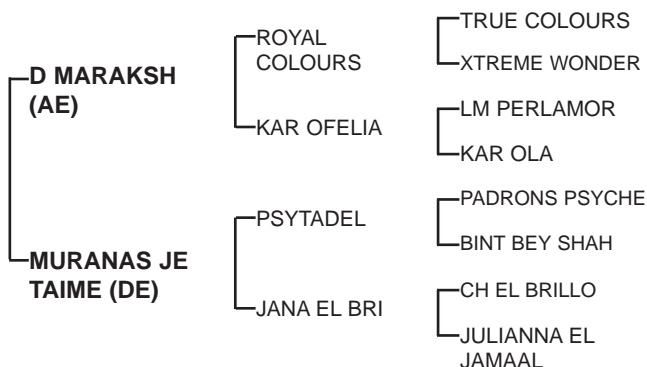 TRUE COLOURS
ROYAL
COLOURS
XTREME WONDER
D MARAKSH
(AE)
LM PERLAMOR
KAR OFELIA
KAR OLA
PADRONS PSYCHE
PSYTADEL
BINT BEY SHAH
MURANAS JE
TAIME (DE)
CH EL BRILLO
JANA EL BRI
JULIANNA EL
JAMAAL